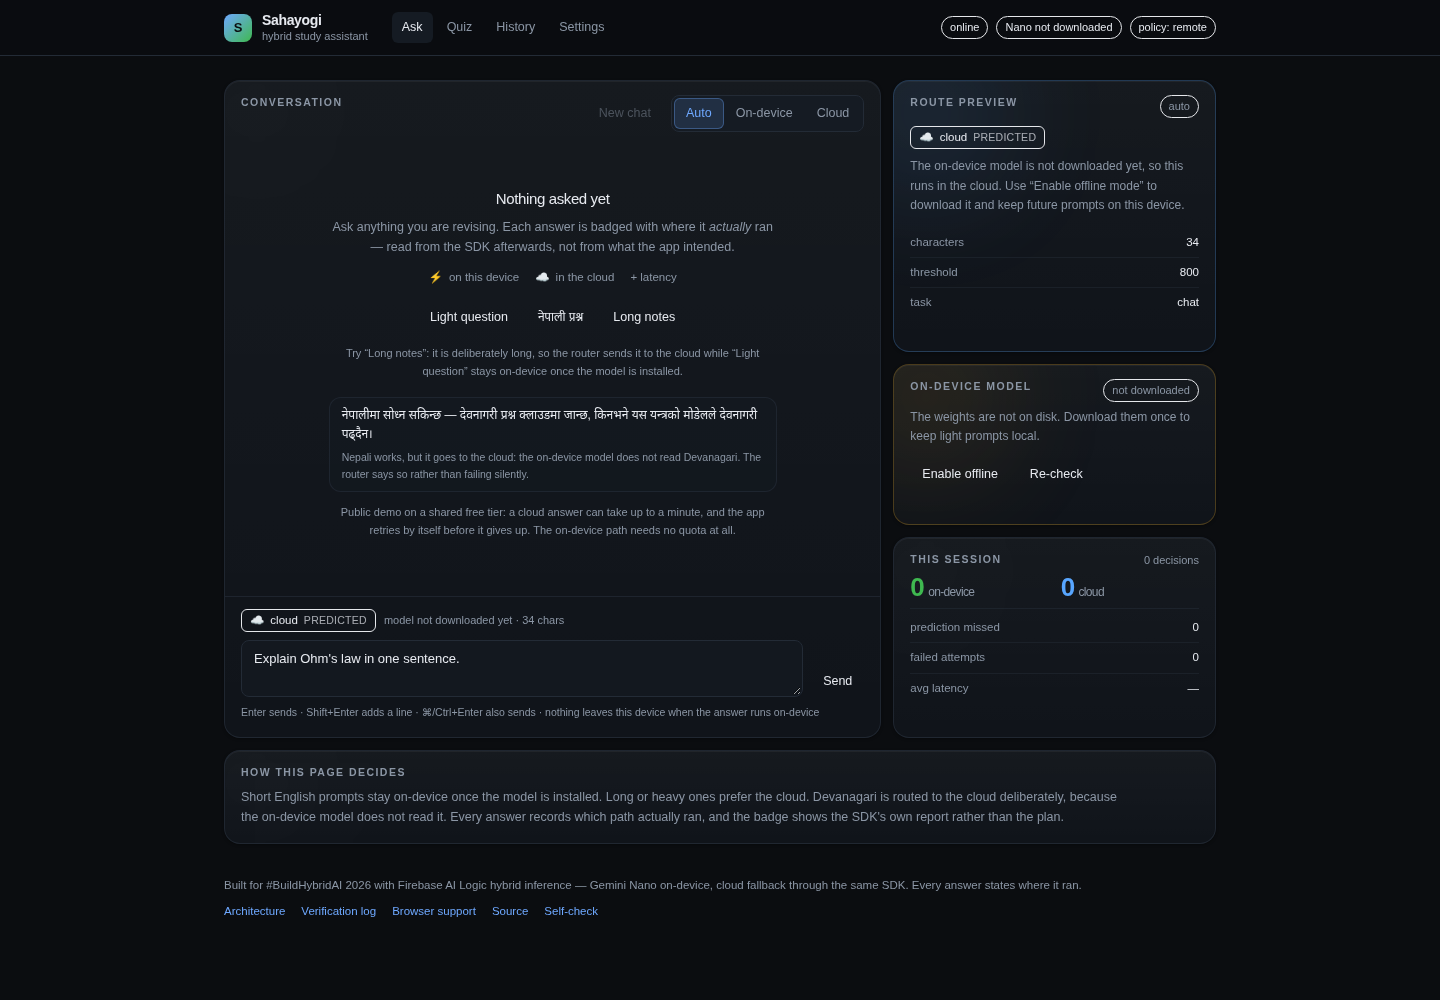 S
Sahayogi
hybrid study assistant
Ask
Quiz
History
Settings
online
Nano not downloaded
policy: remote
CONVERSATION
New chat
Auto
On-device
Cloud
Nothing asked yet
Ask anything you are revising. Each answer is badged with where it actually ran
— read from the SDK afterwards, not from what the app intended.
⚡ on this device ☁️ in the cloud + latency
Light question
नेपाली प्रश्न
Long notes
Try “Long notes”: it is deliberately long, so the router sends it to the cloud while “Light
question” stays on-device once the model is installed.
नेपालीमा सोध्न सकिन्छ — देवनागरी प्रश्न क्लाउडमा जान्छ, किनभने यस यन्त्रको मोडेलले देवनागरी
पढ्दैन।
Nepali works, but it goes to the cloud: the on-device model does not read Devanagari. The
router says so rather than failing silently.
Public demo on a shared free tier: a cloud answer can take up to a minute, and the app
retries by itself before it gives up. The on-device path needs no quota at all.
☁️ cloud PREDICTED
model not downloaded yet · 34 chars
Explain Ohm's law in one sentence.
Send
Enter sends · Shift+Enter adds a line · ⌘/Ctrl+Enter also sends · nothing leaves this device when the answer runs on-device
ROUTE PREVIEW
auto
☁️ cloud PREDICTED
The on-device model is not downloaded yet, so this
runs in the cloud. Use “Enable offline mode” to
download it and keep future prompts on this device.
characters 34
threshold 800
task chat
ON-DEVICE MODEL
not downloaded
The weights are not on disk. Download them once to
keep light prompts local.
Enable offline
Re-check
THIS SESSION
0 decisions
0 on-device
0 cloud
prediction missed 0
failed attempts 0
avg latency —
HOW THIS PAGE DECIDES
Short English prompts stay on-device once the model is installed. Long or heavy ones prefer the cloud. Devanagari is routed to the cloud deliberately, because
the on-device model does not read it. Every answer records which path actually ran, and the badge shows the SDK's own report rather than the plan.
Built for #BuildHybridAI 2026 with Firebase AI Logic hybrid inference — Gemini Nano on-device, cloud fallback through the same SDK. Every answer states where it ran.
Architecture
Verification log
Browser support
Source
Self-check